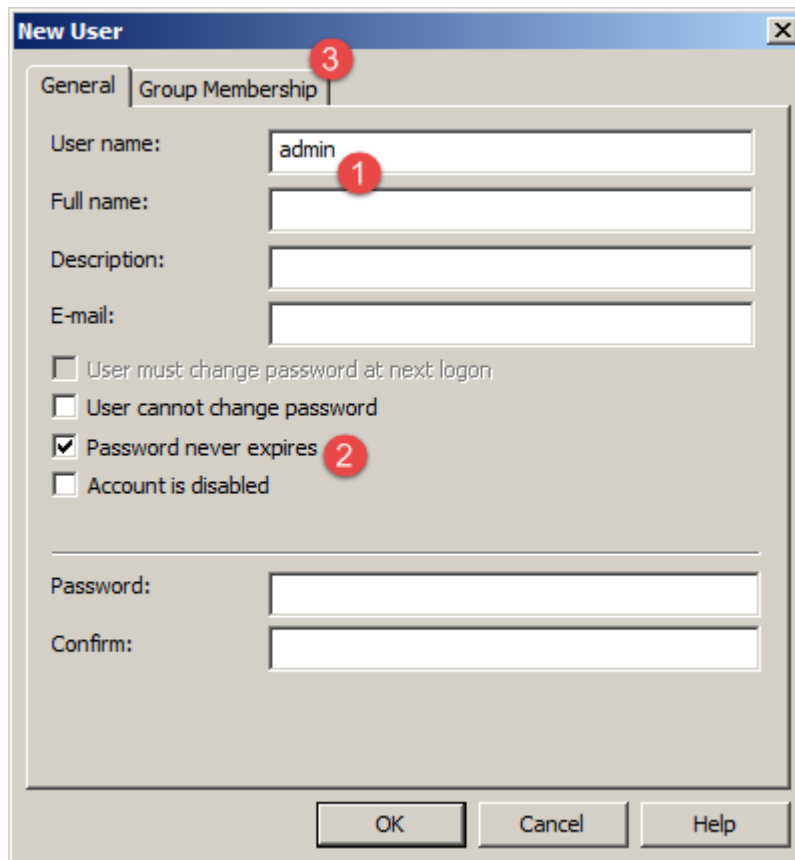 New User
3
General Group Membership
User name: admin
1
Full name:
Description:
E-mail:
User must change password at next logon
User cannot change password
Password never expires 2
Account is disabled
Password:
Confirm:
OK Cancel Help